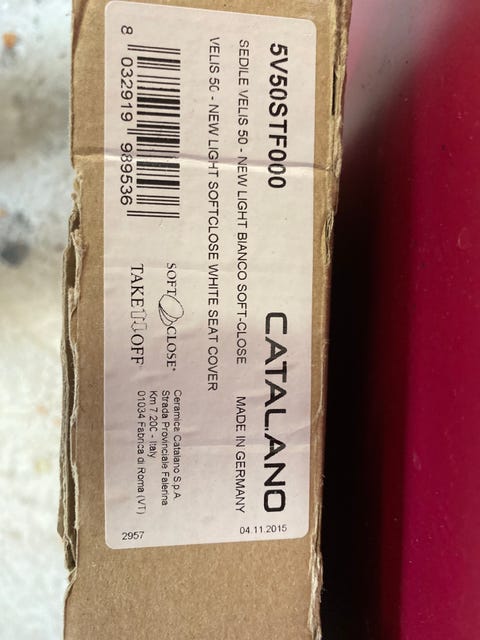 5V50STF000
CATALANO
SEDILE VELIS 50 - NEW LIGHT BIANCO SOFT-CLOSE
MADE IN GERMANY
04.11.2015
VELIS 50 - NEW LIGHT SOFTCLOSE WHITE SEAT COVER
8 032919 989536
SOFT CLOSE®
TAKE OFF®
Ceramica Catalano S.p.A.
Strada Provinciale Falerina
Km 7.200 - Italy
01034 Fabrica di Roma (VT)
2957